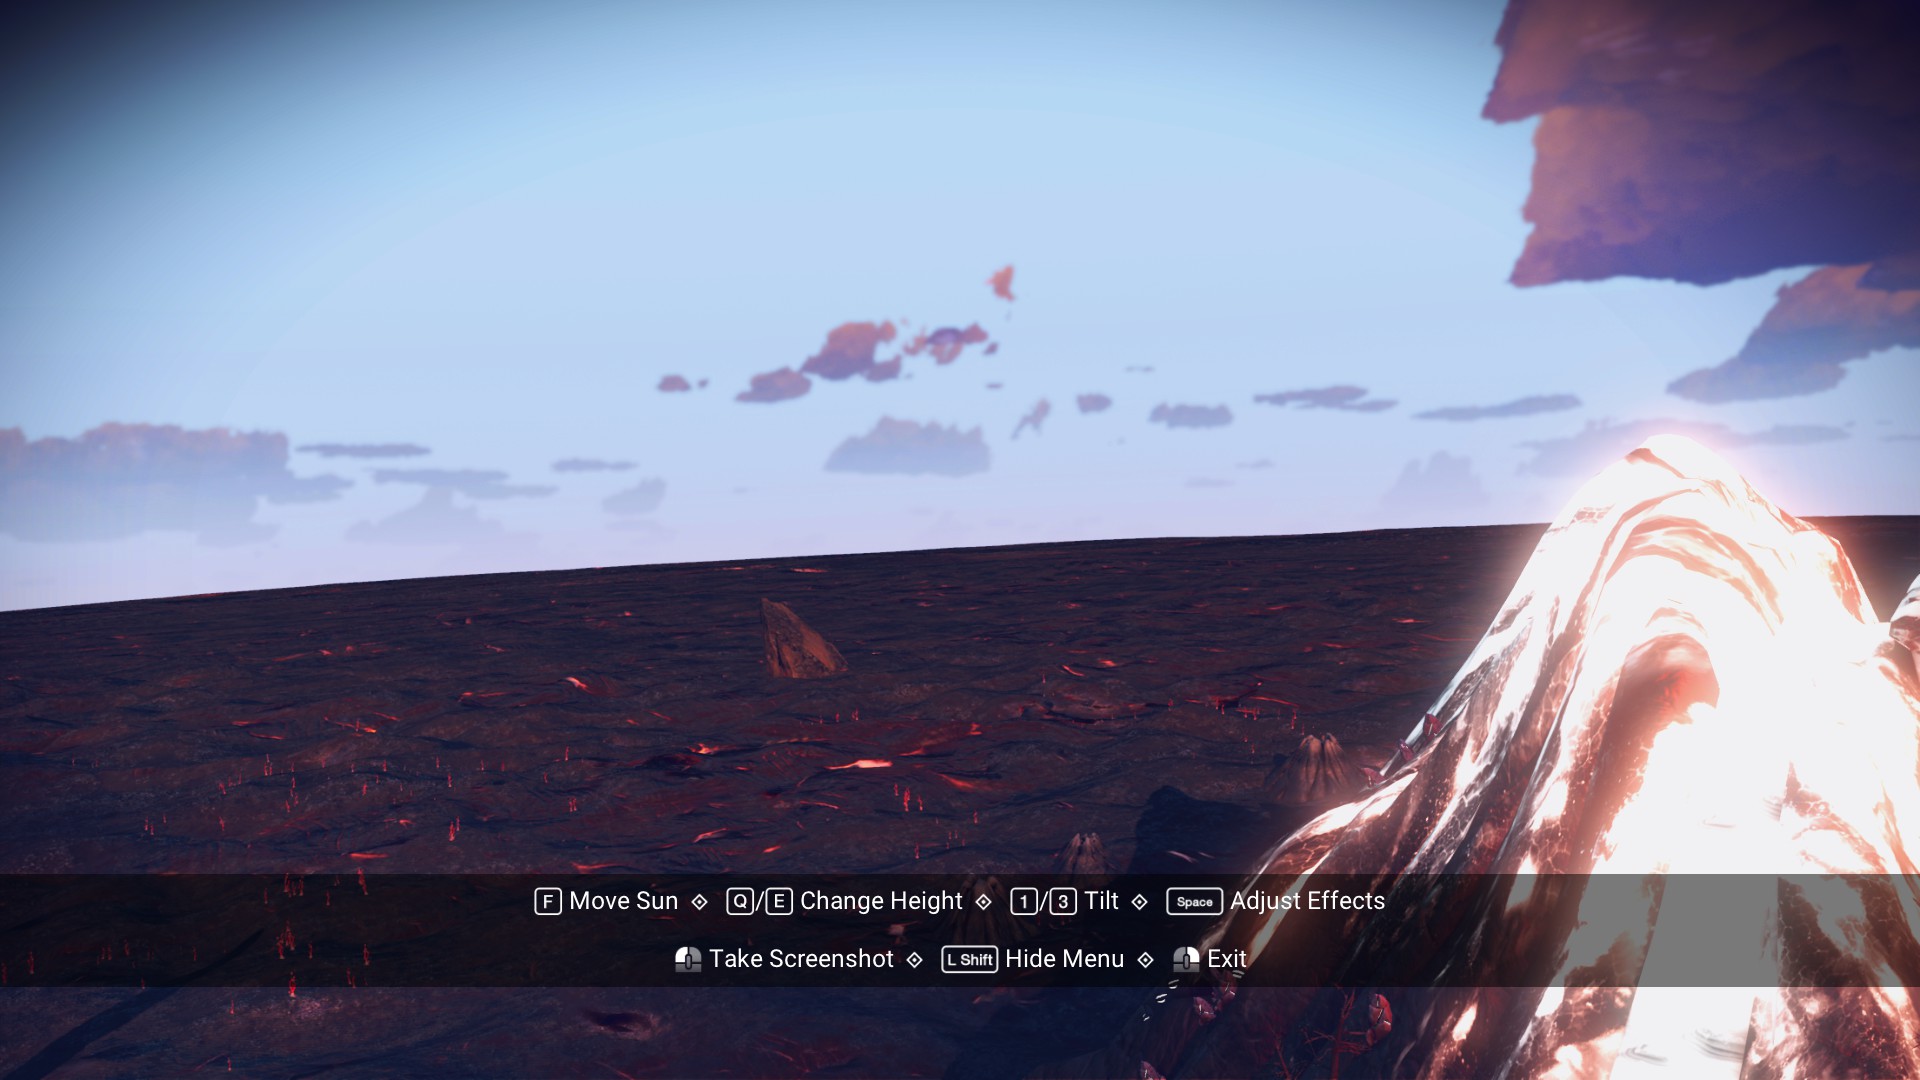 F Move Sun ◇ Q/E Change Height ◇ 1/3 Tilt ◇ Space Adjust Effects
Take Screenshot ◇ L Shift Hide Menu ◇ Exit